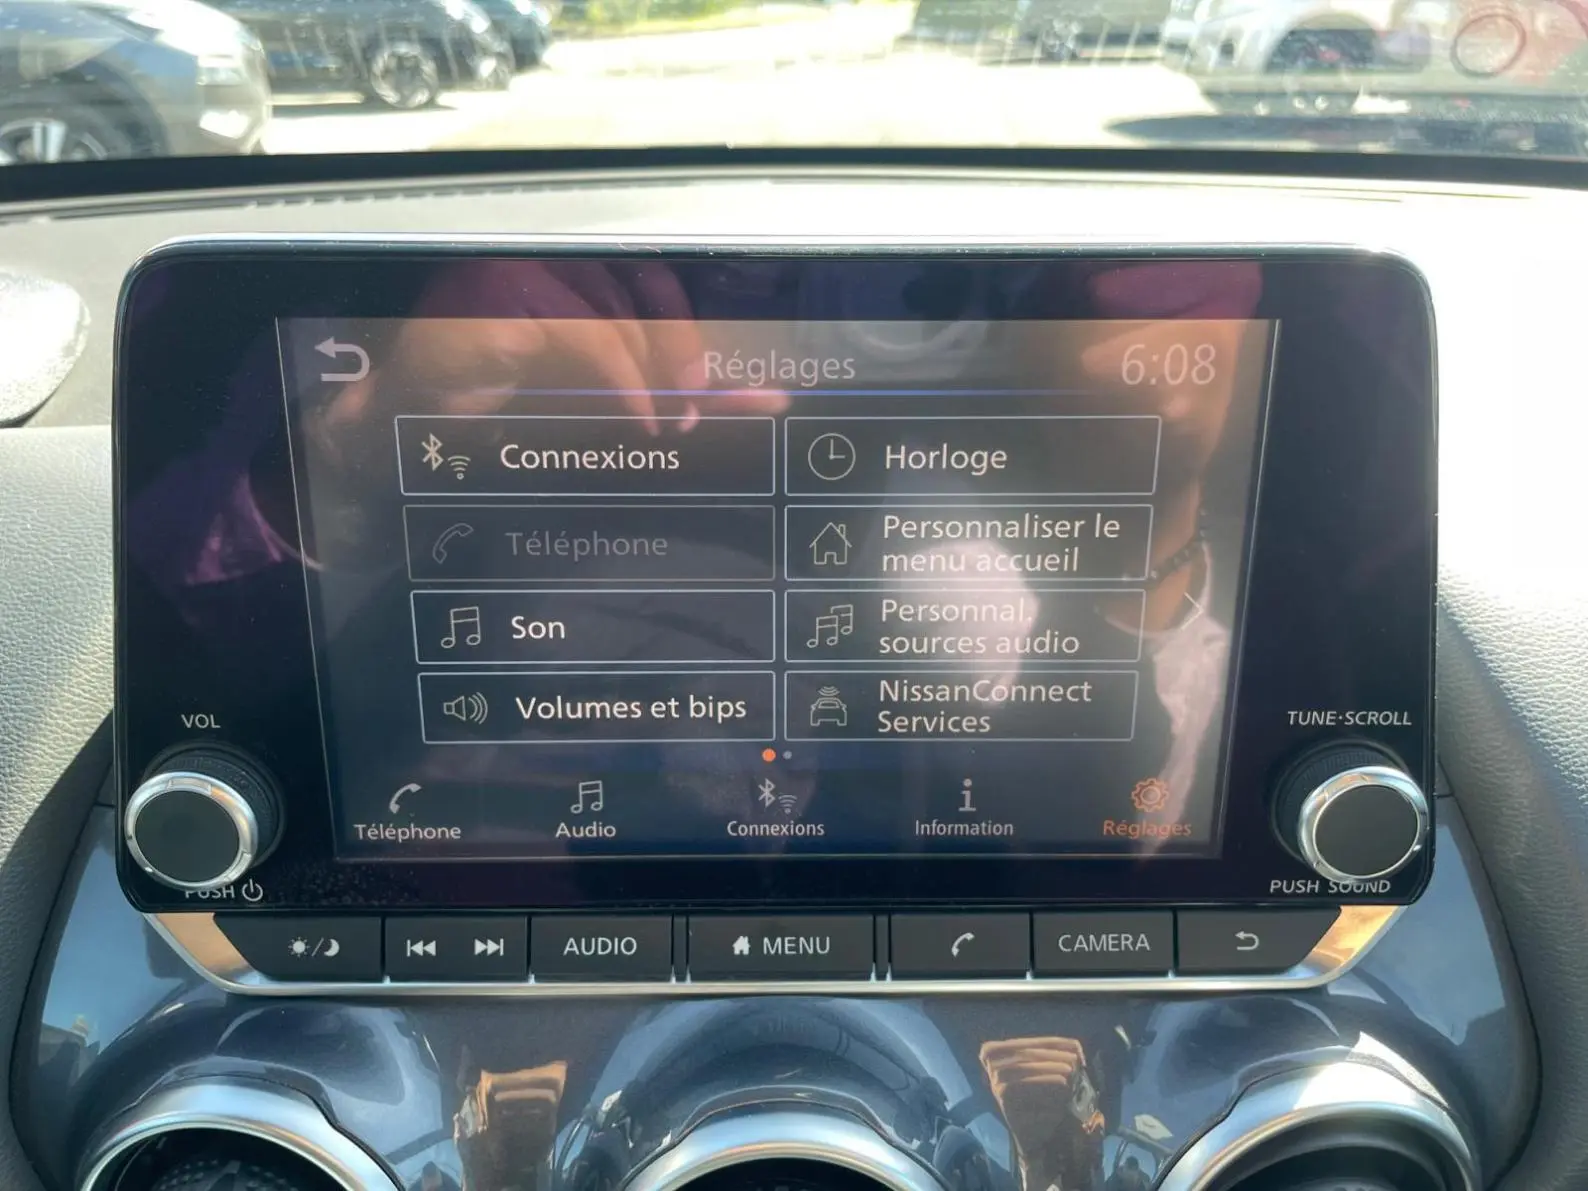 Réglages
6:08
Connexions
Horloge
Téléphone
Personnaliser le
menu accueil
Son
Personnal.
sources audio
Volumes et bips
NissanConnect
Services
Téléphone
Audio
Connexions
Information
Réglages
VOL
PUSH
TUNE·SCROLL
PUSH SOUND
AUDIO
MENU
CAMERA